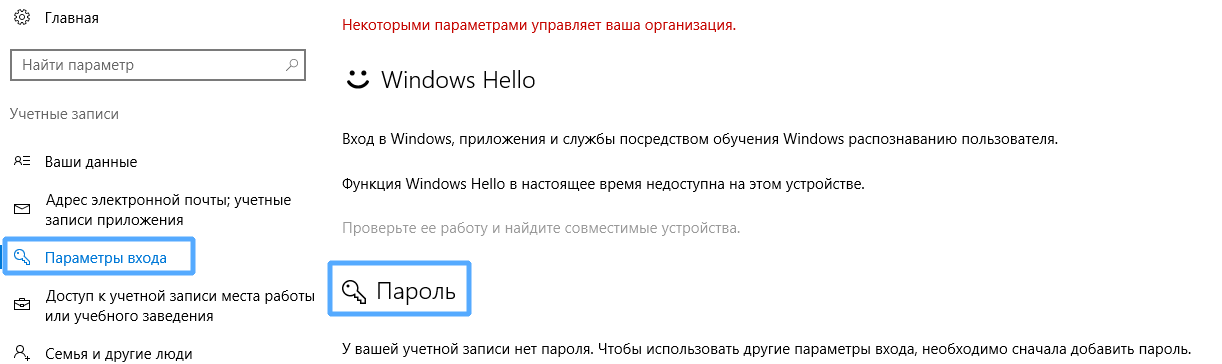 Главная
Найти параметр
Учетные записи
Ваши данные
Адрес электронной почты; учетные
записи приложения
Параметры входа
Доступ к учетной записи места работы
или учебного заведения
Семья и другие люди
Некоторыми параметрами управляет ваша организация.
Windows Hello
Вход в Windows, приложения и службы посредством обучения Windows распознаванию пользователя.
Функция Windows Hello в настоящее время недоступна на этом устройстве.
Проверьте ее работу и найдите совместимые устройства.
Пароль
У вашей учетной записи нет пароля. Чтобы использовать другие параметры входа, необходимо сначала добавить пароль.